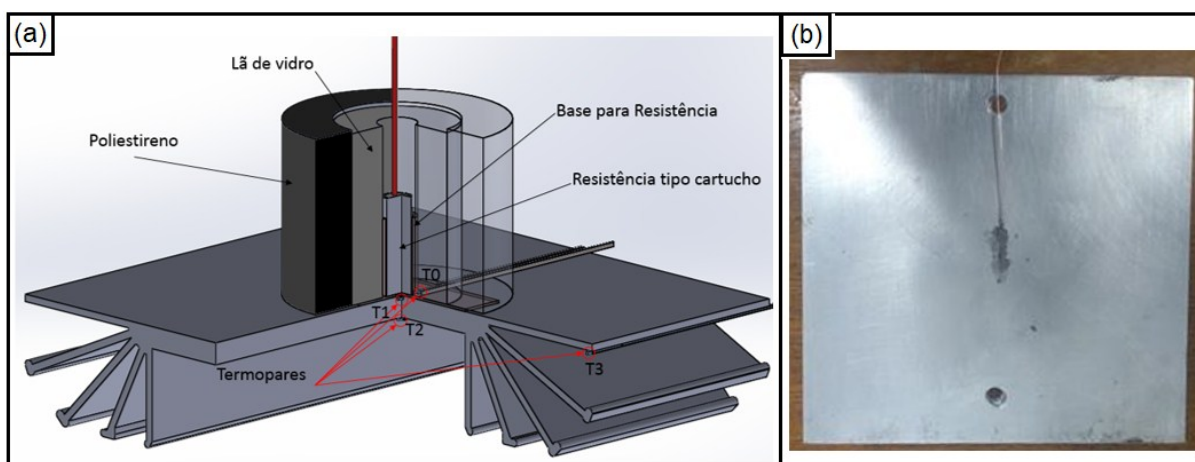 (a)
(b)
Lã de vidro
Base para Resistência
Poliestireno
Resistência tipo cartucho
T0
T1
T2
Termopares
T3